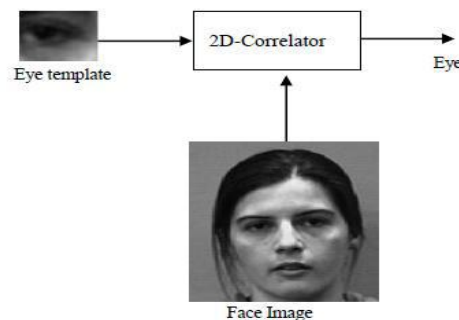 2D-Correlator
Eye template
Eye
Face Image